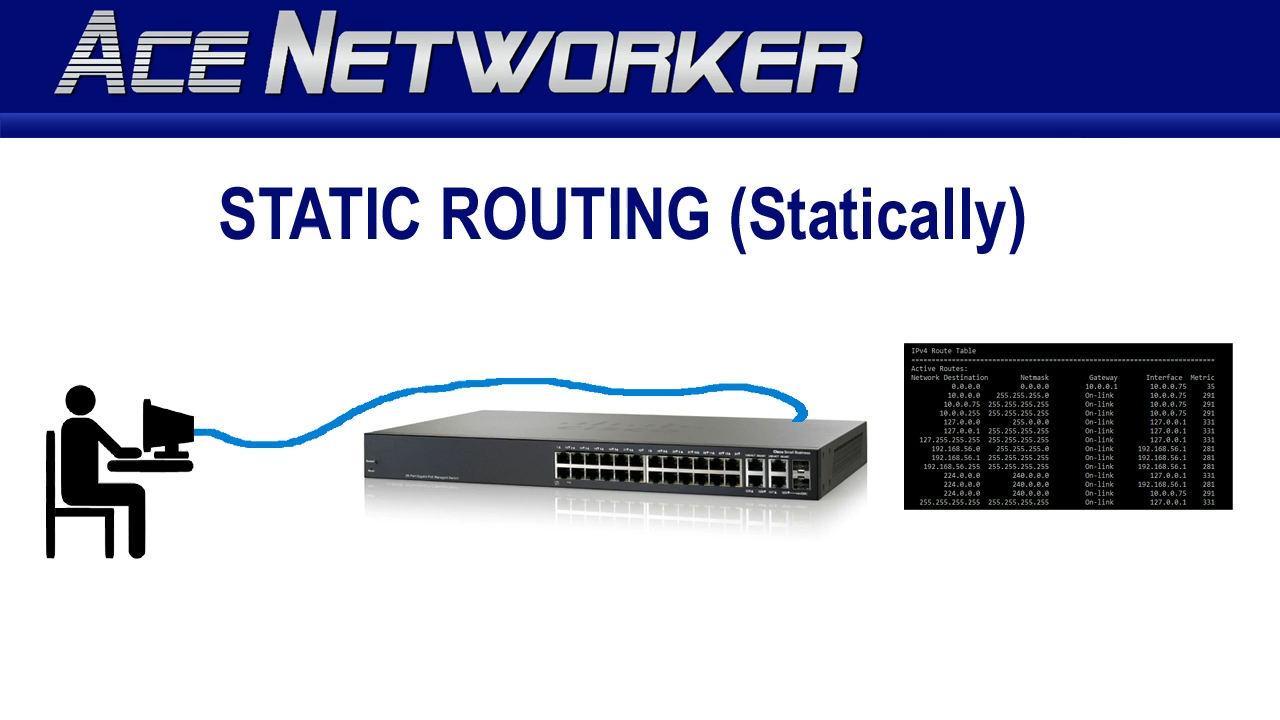 ACE NETWORKER
STATIC ROUTING (Statically)
IPv4 Route Table
===========================================================================
Active Routes:
Network Destination Netmask Gateway Interface Metric
0.0.0.0 0.0.0.0 10.0.0.1 10.0.0.75 35
10.0.0.0 255.255.255.0 On-link 10.0.0.75 291
10.0.0.75 255.255.255.255 On-link 10.0.0.75 291
10.0.0.255 255.255.255.255 On-link 10.0.0.75 291
127.0.0.0 255.0.0.0 On-link 127.0.0.1 331
127.0.0.1 255.255.255.255 On-link 127.0.0.1 331
127.255.255.255 255.255.255.255 On-link 127.0.0.1 331
192.168.56.0 255.255.255.0 On-link 192.168.56.1 281
192.168.56.1 255.255.255.255 On-link 192.168.56.1 281
192.168.56.255 255.255.255.255 On-link 192.168.56.1 281
224.0.0.0 240.0.0.0 On-link 127.0.0.1 331
224.0.0.0 240.0.0.0 On-link 192.168.56.1 281
224.0.0.0 240.0.0.0 On-link 10.0.0.75 291
255.255.255.255 255.255.255.255 On-link 127.0.0.1 331
Cisco Small Business